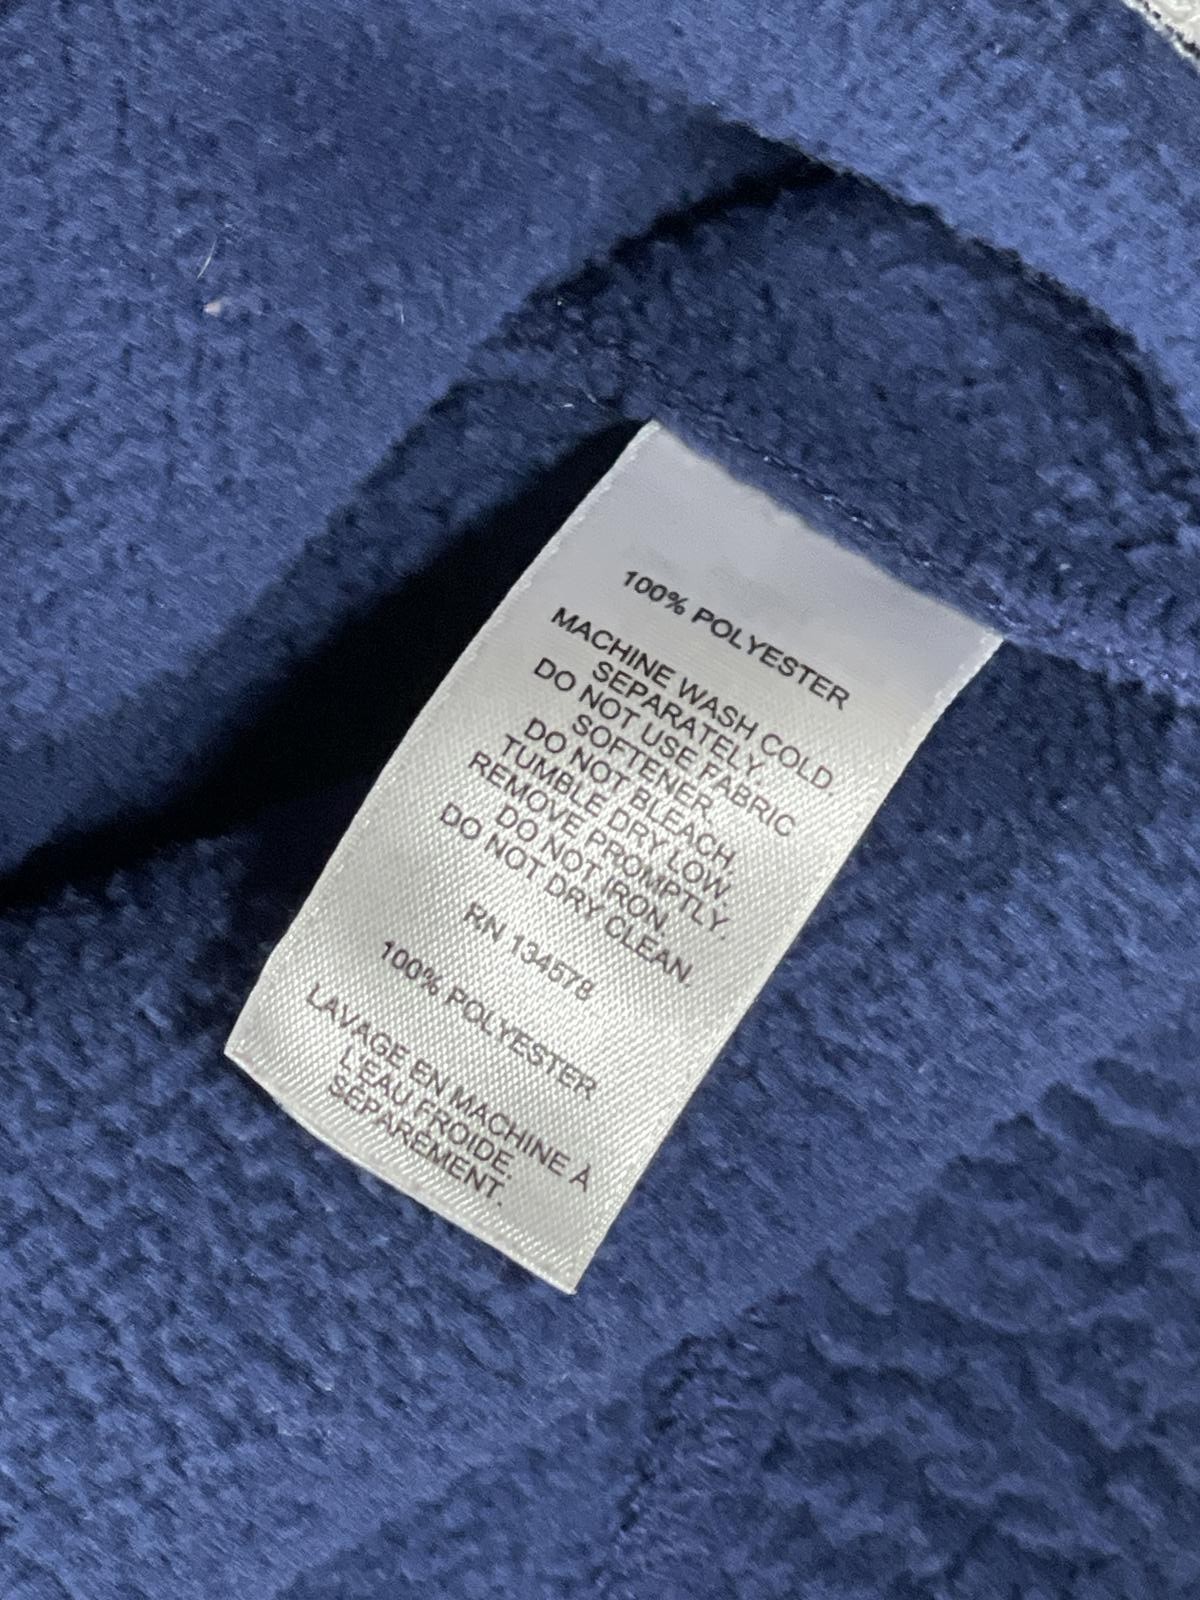 100% POLYESTER
MACHINE WASH COLD.
SEPARATELY.
DO NOT USE FABRIC
SOFTENER.
DO NOT BLEACH
TUMBLE DRY LOW.
REMOVE PROMPTLY.
DO NOT IRON.
DO NOT DRY CLEAN.
RN 134578
100% POLYESTER
LAVAGE EN MACHINE À
L'EAU FROIDE.
SÉPARÉMENT.